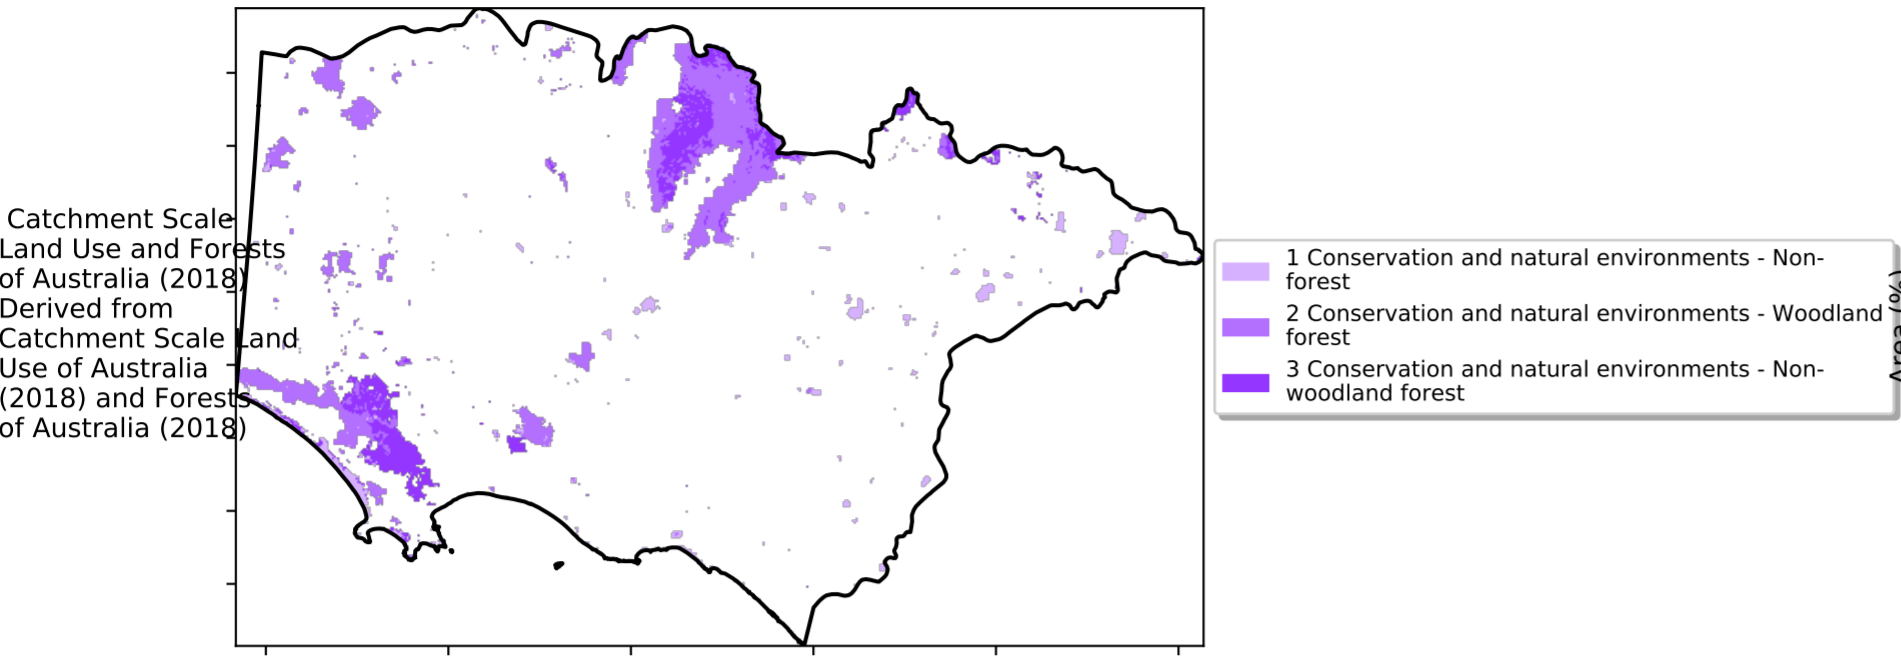 Catchment Scale
Land Use and Forests
of Australia (2018)
Derived from
Catchment Scale Land
Use of Australia
(2018) and Forests
of Australia (2018)
1 Conservation and natural environments - Non-
forest
2 Conservation and natural environments - Woodland
forest
3 Conservation and natural environments - Non-
woodland forest
Area (%)